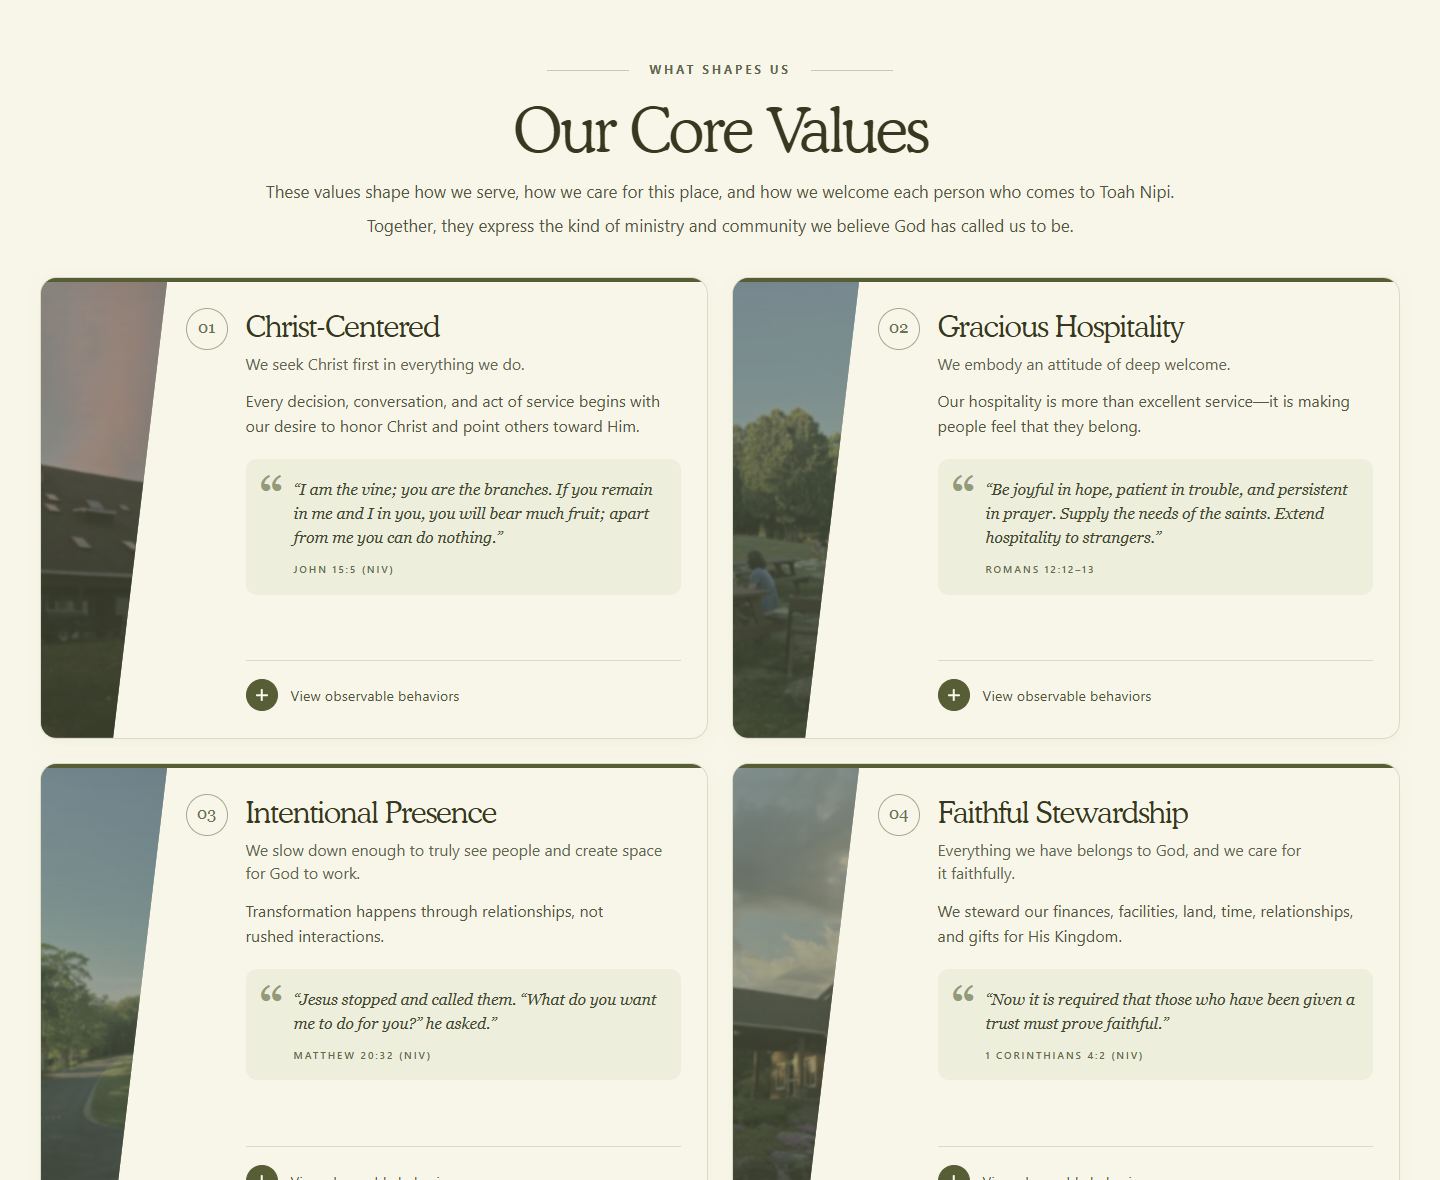 WHAT SHAPES US
Our Core Values
These values shape how we serve, how we care for this place, and how we welcome each person who comes to Toah Nipi.
Together, they express the kind of ministry and community we believe God has called us to be.
01
Christ-Centered
We seek Christ first in everything we do.
Every decision, conversation, and act of service begins with
our desire to honor Christ and point others toward Him.
“
“I am the vine; you are the branches. If you remain
in me and I in you, you will bear much fruit; apart
from me you can do nothing.”
JOHN 15:5 (NIV)
+
View observable behaviors
02
Gracious Hospitality
We embody an attitude of deep welcome.
Our hospitality is more than excellent service—it is making
people feel that they belong.
“
“Be joyful in hope, patient in trouble, and persistent
in prayer. Supply the needs of the saints. Extend
hospitality to strangers.”
ROMANS 12:12–13
+
View observable behaviors
03
Intentional Presence
We slow down enough to truly see people and create space
for God to work.
Transformation happens through relationships, not
rushed interactions.
“
“Jesus stopped and called them. “What do you want
me to do for you?” he asked.”
MATTHEW 20:32 (NIV)
04
Faithful Stewardship
Everything we have belongs to God, and we care for
it faithfully.
We steward our finances, facilities, land, time, relationships,
and gifts for His Kingdom.
“
“Now it is required that those who have been given a
trust must prove faithful.”
1 CORINTHIANS 4:2 (NIV)